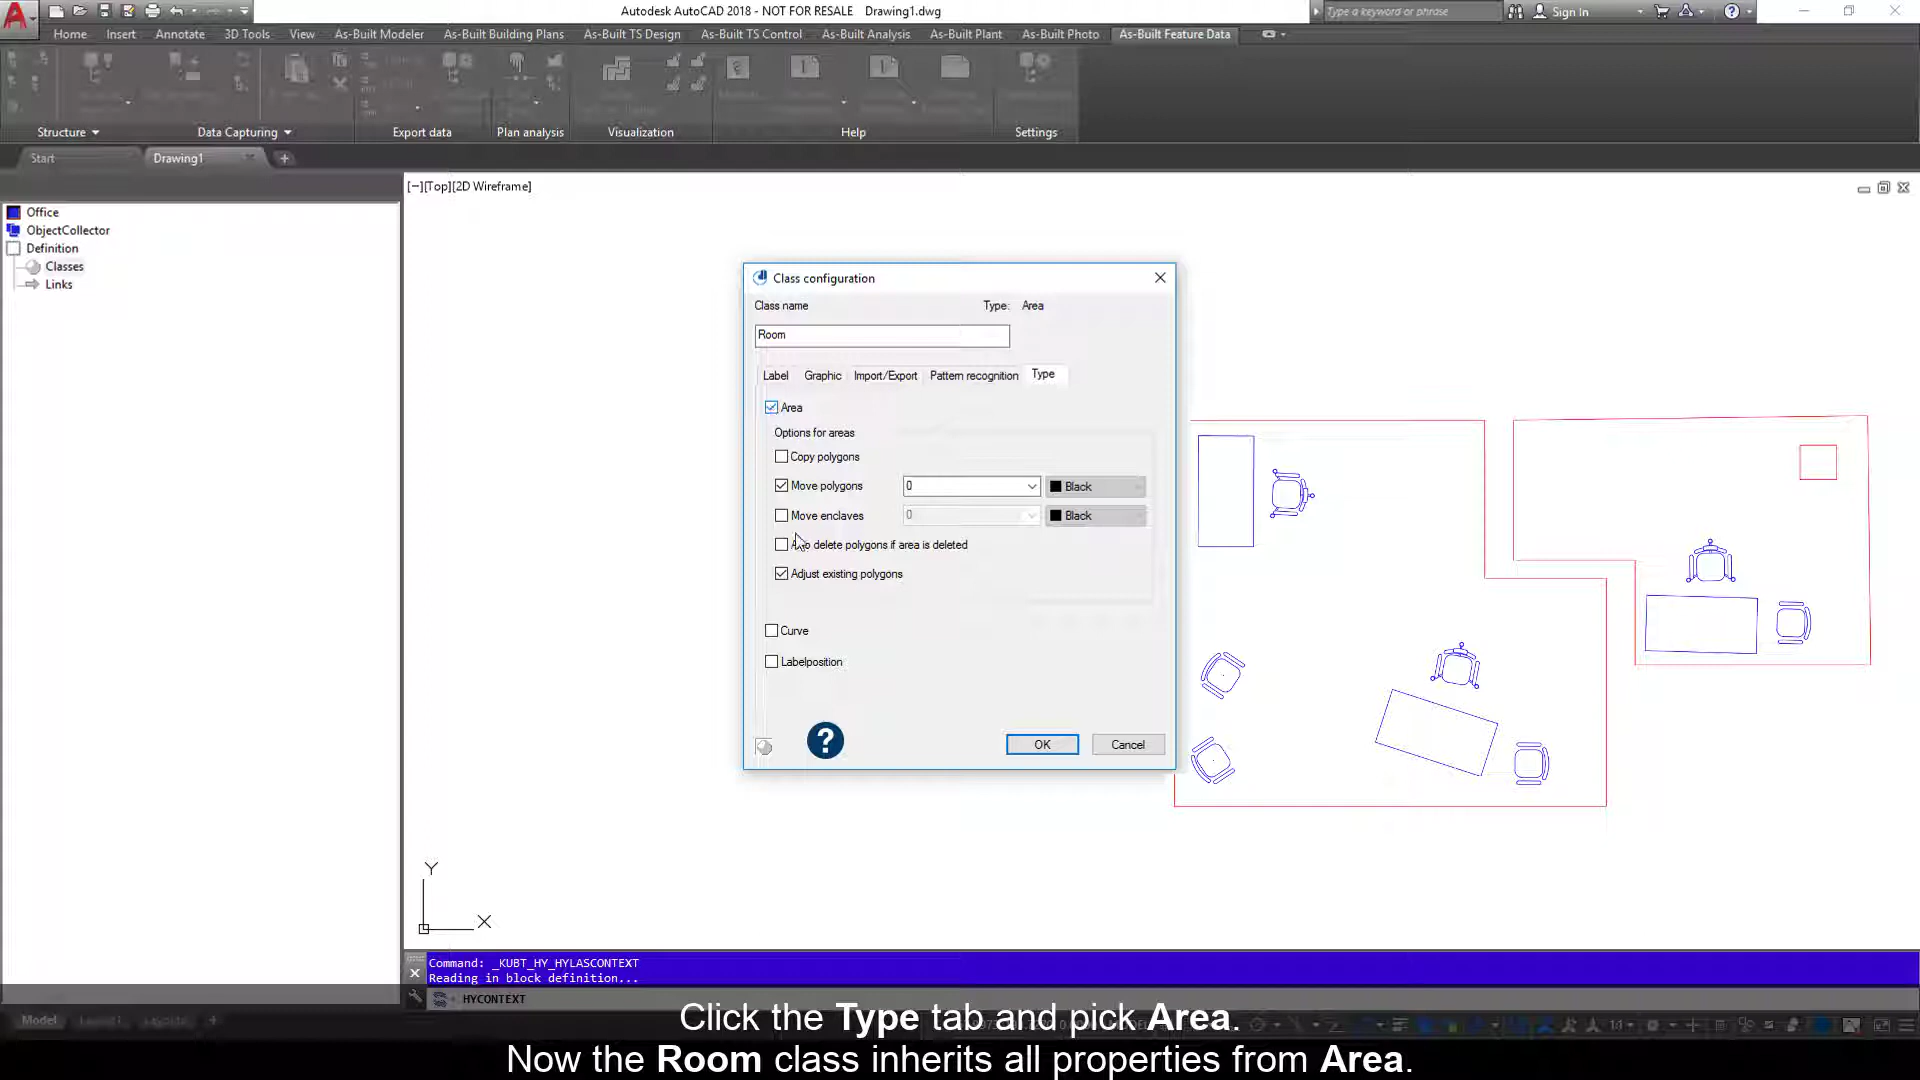 Autodesk AutoCAD 2018 - NOT FOR RESALE Drawing1.dwg
Type a keyword or phrase
Sign In
Home Insert Annotate 3D Tools View As-Built Modeler As-Built Building Plans As-Built TS Design As-Built TS Control As-Built Analysis As-Built Plant As-Built Photo As-Built Feature Data
Structure Data Capturing Export data Plan analysis Visualization Help Settings
Start Drawing1
[−][Top][2D Wireframe]
Office
ObjectCollector
Definition
Classes
Links
Class configuration
Class name Type: Area
Room
Label Graphic Import/Export Pattern recognition Type
Area
Options for areas
Copy polygons
Move polygons 0 Black
Move enclaves 0 Black
delete polygons if area is deleted
Adjust existing polygons
Curve
Labelposition
?
OK Cancel
Y
X
Command: _KUBT_HY_HYLASCONTEXT
Reading in block definition...
HYCONTEXT
Model
Click the Type tab and pick Area.
Now the Room class inherits all properties from Area.